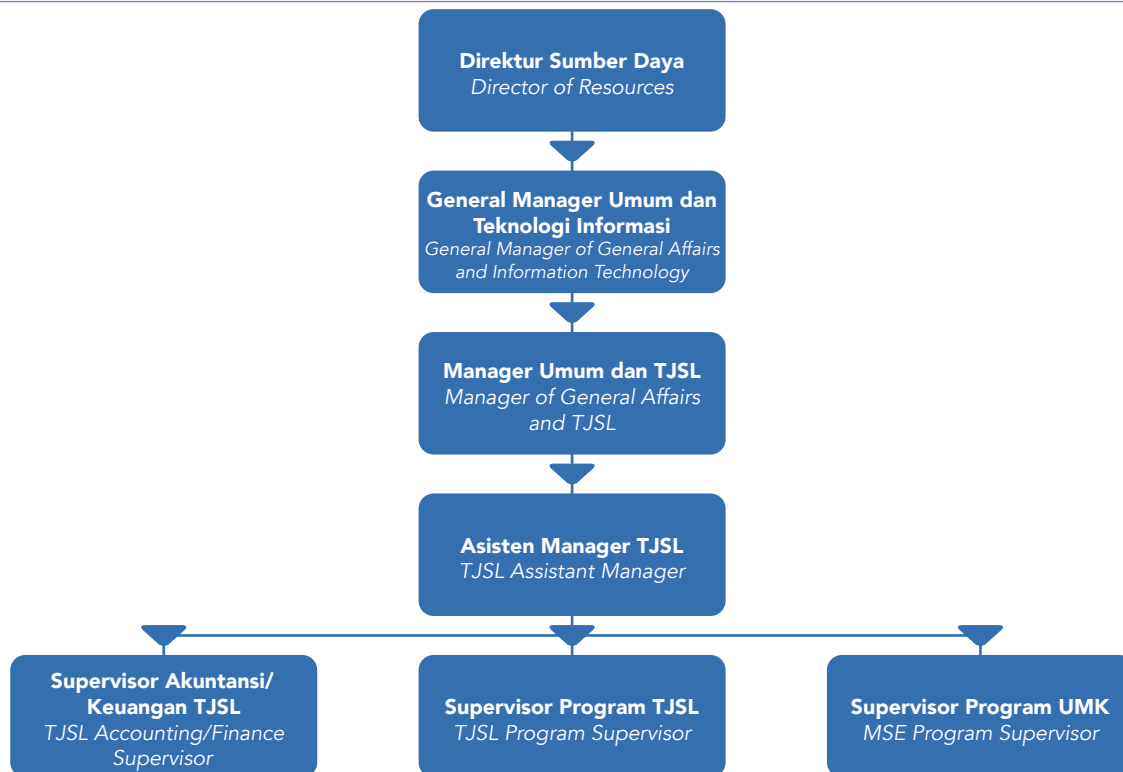 Direktur Sumber Daya
Director of Resources
General Manager Umum dan
Teknologi Informasi
General Manager of General Affairs
and Information Technology
Manager Umum dan TJSL
Manager of General Affairs
and TJSL
Asisten Manager TJSL
TJSL Assistant Manager
Supervisor Akuntansi/
Keuangan TJSL
TJSL Accounting/Finance
Supervisor
Supervisor Program TJSL
TJSL Program Supervisor
Supervisor Program UMK
MSE Program Supervisor